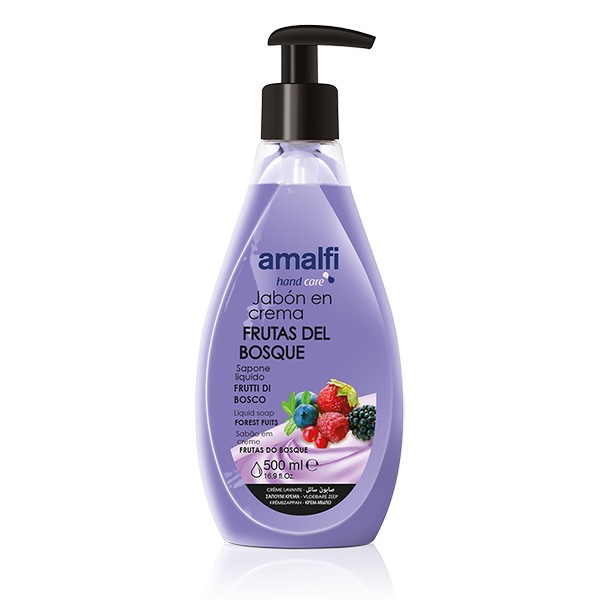 amalfi
hand care
Jabón en
crema
FRUTAS DEL
BOSQUE
Sapone
liquido
FRUTTI DI
BOSCO
Liquid soap
FOREST FUITS
Sabão em
creme
FRUTAS DO BOSQUE
500 ml ℮
16.9 fl.Oz.
CRÈME LAVANTE - صابون سائل
ΣΑΠΟΥΝΙ ΚΡΕΜΑ - VLOEIBARE ZEEP
KRÉMSZAPPAN - КРЕМ-МЫЛО